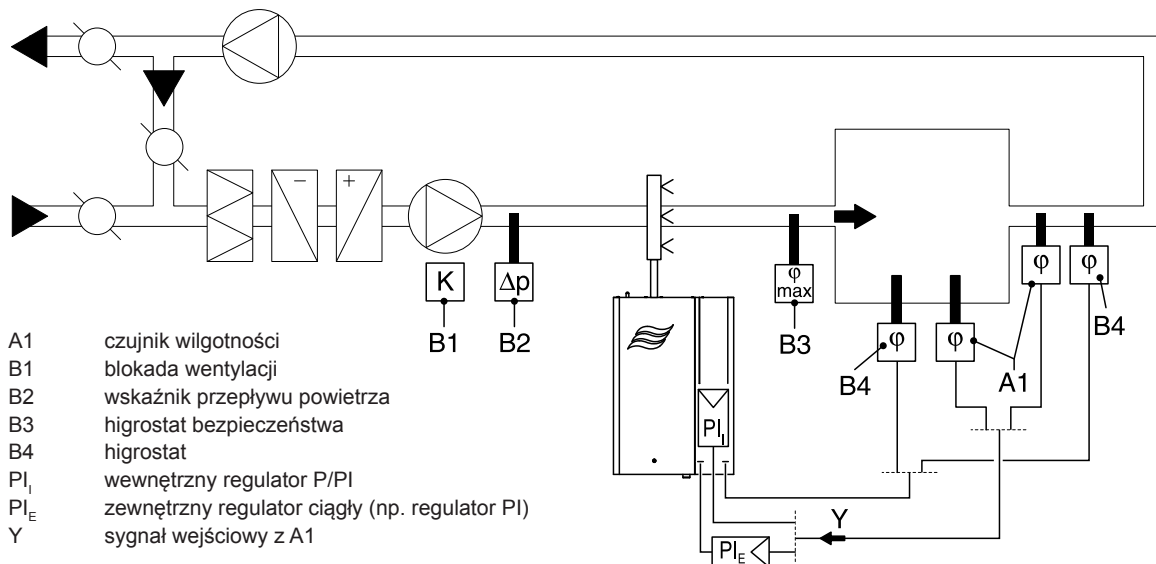 −
+
K
Δp
φ
max
φ
φ
φ
φ
B1
B2
B3
B4
B4
A1
PI_I
Y
PI_E
A1 czujnik wilgotności
B1 blokada wentylacji
B2 wskaźnik przepływu powietrza
B3 higrostat bezpieczeństwa
B4 higrostat
PI_I wewnętrzny regulator P/PI
PI_E zewnętrzny regulator ciągły (np. regulator PI)
Y sygnał wejściowy z A1